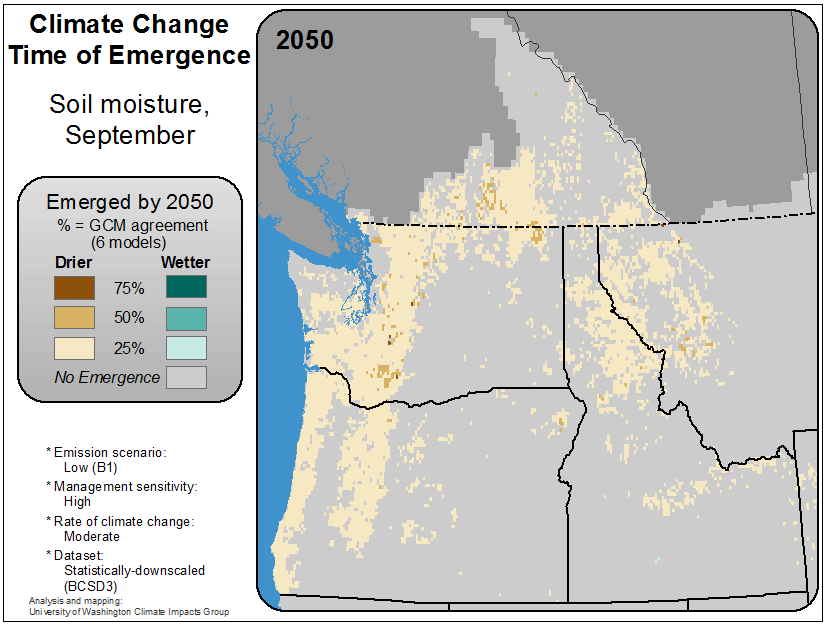 Climate Change
Time of Emergence
Soil moisture,
September
Emerged by 2050
% = GCM agreement
(6 models)
Drier Wetter
75%
50%
25%
No Emergence
* Emission scenario:
Low (B1)
* Management sensitivity:
High
* Rate of climate change:
Moderate
* Dataset:
Statistically-downscaled
(BCSD3)
Analysis and mapping:
University of Washington Climate Impacts Group
2050